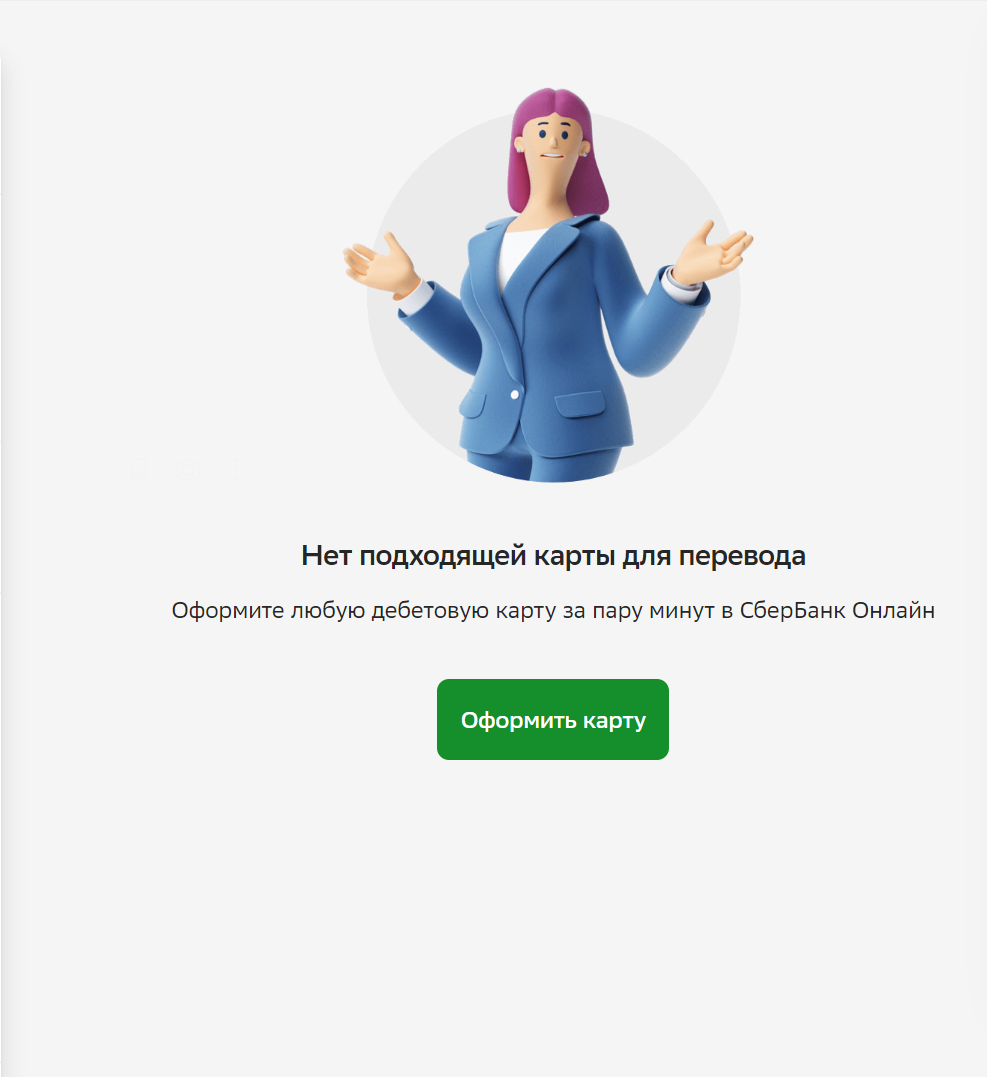 Нет подходящей карты для перевода
Оформите любую дебетовую карту за пару минут в СберБанк Онлайн
Оформить карту